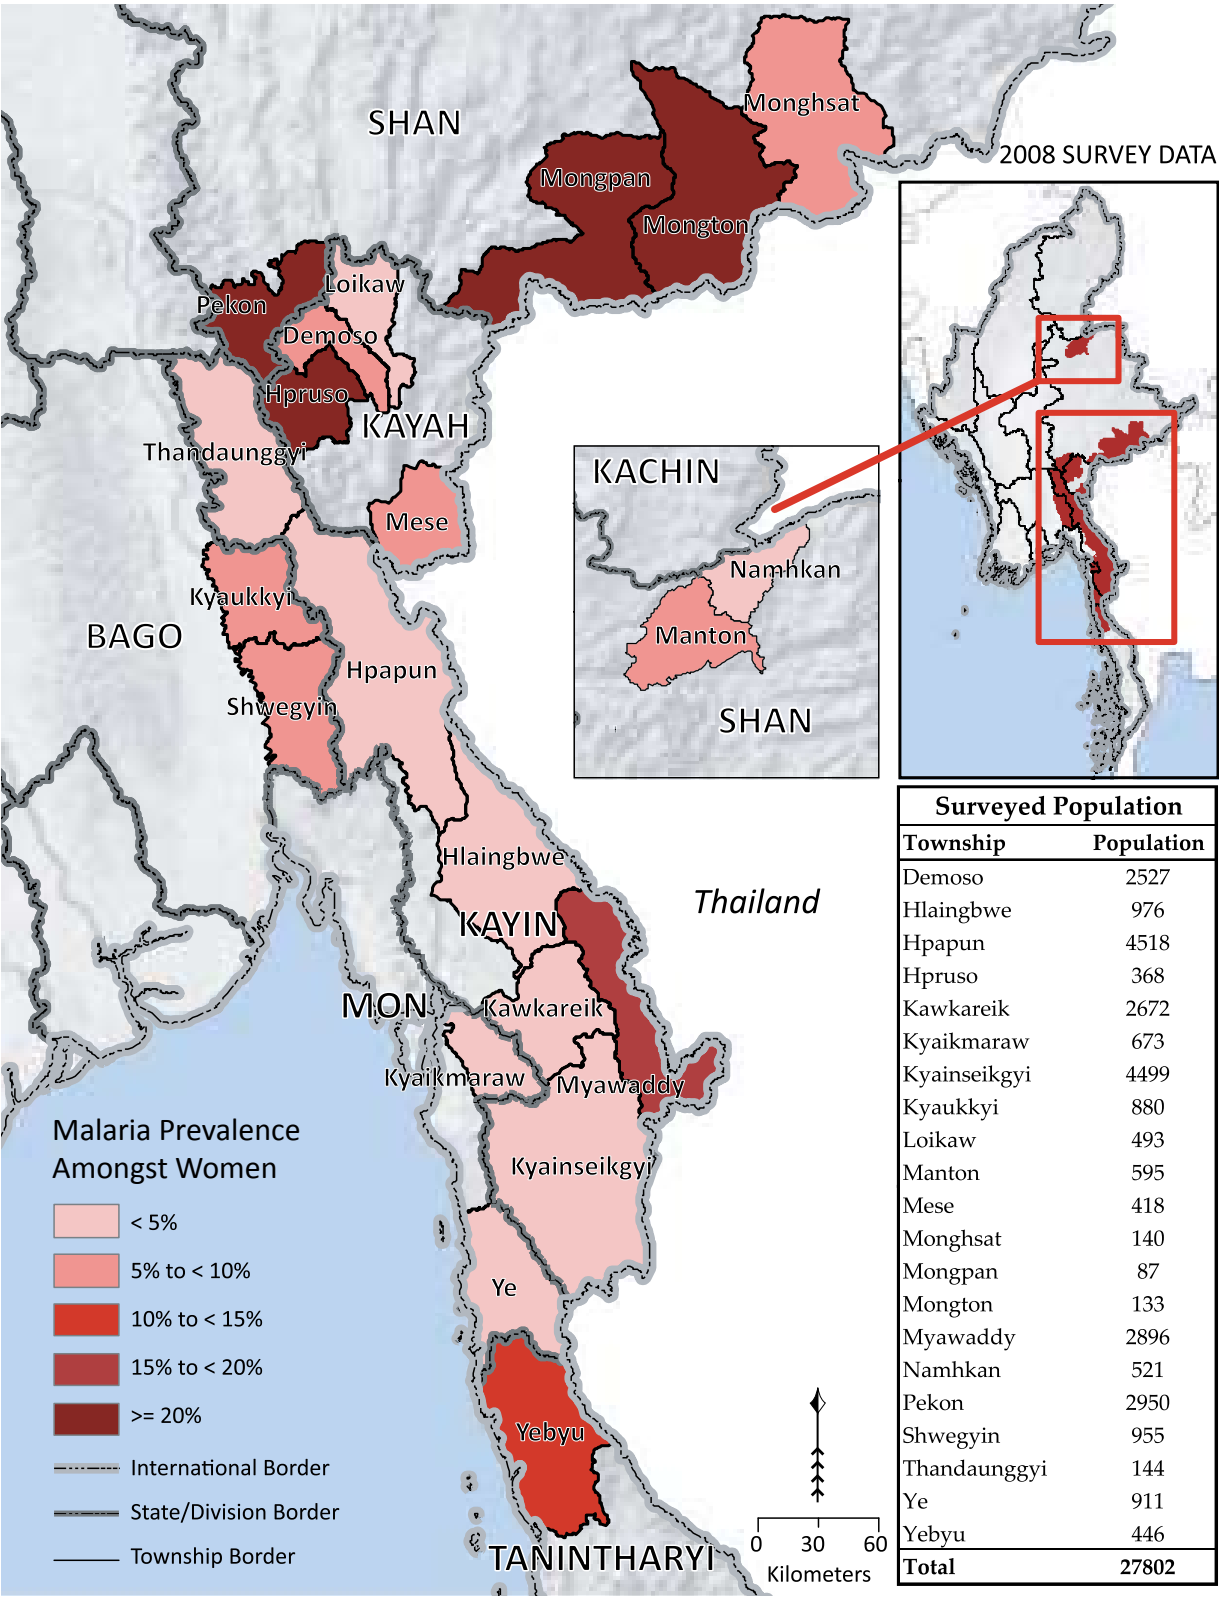 SHAN
Monghsat
2008 SURVEY DATA
Mongpan
Mongton
Loikaw
Pekon
Demoso
Hpruso
KAYAH
Thandaunggyi
Mese
KACHIN
Namhkan
Manton
SHAN
Kyaukkyi
BAGO
Hpapun
Shwegyin
Hlaingbwe
KAYIN
Thailand
MON
Kawkareik
Kyaikmaraw
Myawaddy
Kyainseikgyi
Ye
Yebyu
TANINTHARYI
Malaria Prevalence
Amongst Women
< 5%
5% to < 10%
10% to < 15%
15% to < 20%
>= 20%
International Border
State/Division Border
Township Border
0 30 60
Kilometers
Surveyed Population
Township Population
Demoso 2527
Hlaingbwe 976
Hpapun 4518
Hpruso 368
Kawkareik 2672
Kyaikmaraw 673
Kyainseikgyi 4499
Kyaukkyi 880
Loikaw 493
Manton 595
Mese 418
Monghsat 140
Mongpan 87
Mongton 133
Myawaddy 2896
Namhkan 521
Pekon 2950
Shwegyin 955
Thandaunggyi 144
Ye 911
Yebyu 446
Total 27802